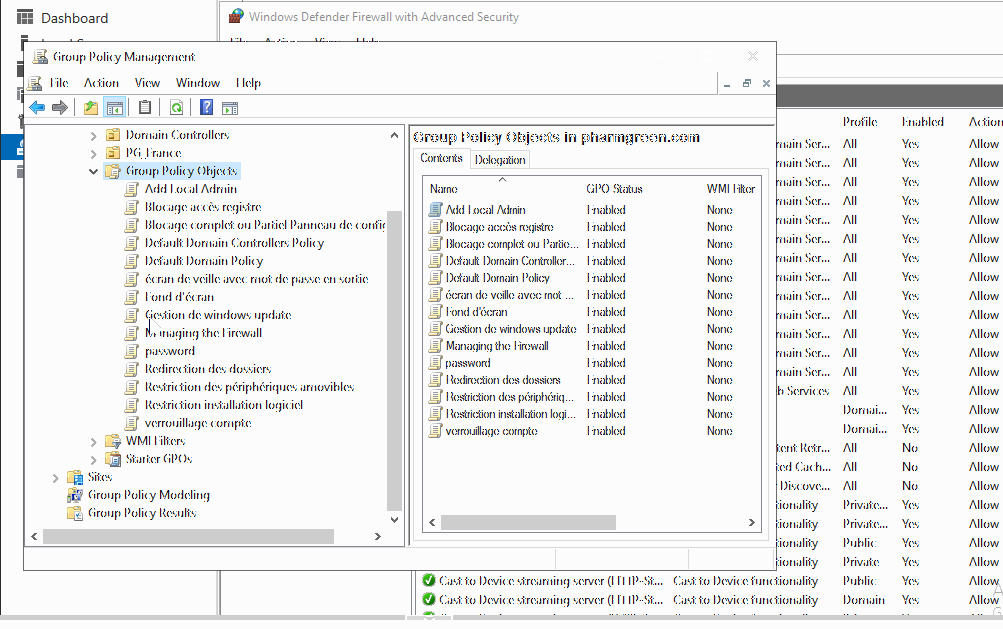 Dashboard
Windows Defender Firewall with Advanced Security
Group Policy Management
File Action View Window Help
Domain Controllers
PG_France
Group Policy Objects
Add Local Admin
Blocage accès registre
Blocage complet ou Partiel Panneau de config
Default Domain Controllers Policy
Default Domain Policy
écran de veille avec mot de passe en sortie
Fond d'écran
Gestion de windows update
Managing the Firewall
password
Redirection des dossiers
Restriction des périphériques amovibles
Restriction installation logiciel
verrouillage compte
WMI Filters
Starter GPOs
Sites
Group Policy Modeling
Group Policy Results
Group Policy Objects in pharmgreen.com
Contents Delegation
Name GPO Status WMI Filter
Add Local Admin Enabled None
Blocage accès registre Enabled None
Blocage complet ou Partie... Enabled None
Default Domain Controller... Enabled None
Default Domain Policy Enabled None
écran de veille avec mot ... Enabled None
Fond d'écran Enabled None
Gestion de windows update Enabled None
Managing the Firewall Enabled None
password Enabled None
Redirection des dossiers Enabled None
Restriction des périphériq... Enabled None
Restriction installation logi... Enabled None
verrouillage compte Enabled None
Profile Enabled Action
main Ser... All Yes Allow
main Ser... All Yes Allow
main Ser... All Yes Allow
main Ser... All Yes Allow
main Ser... All Yes Allow
main Ser... All Yes Allow
main Ser... All Yes Allow
main Ser... All Yes Allow
main Ser... All Yes Allow
main Ser... All Yes Allow
main Ser... All Yes Allow
main Ser... All Yes Allow
main Ser... All Yes Allow
b Services All Yes Allow
Domai... Yes Allow
Domai... Yes Allow
tent Retr... All No Allow
ted Cach... All No Allow
Discove... All No Allow
tionality Private... Yes Allow
tionality Private... Yes Allow
tionality Public Yes Allow
tionality Private Yes Allow
Cast to Device streaming server (HTTP-St... Cast to Device functionality Public Yes Allow
Cast to Device streaming server (HTTP-St... Cast to Device functionality Domain Yes Allow